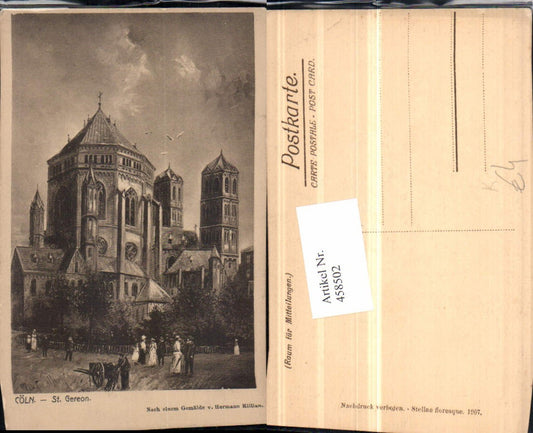 CÖLN. — St. Gereon.
Nach einem Gemälde v. Hermann Killian.
Postkarte.
CARTE POSTALE - POST CARD.
(Raum für Mitteilungen.)
Artikel Nr.
458502
Nachdruck verboten. - Stellas floresque. 1907.